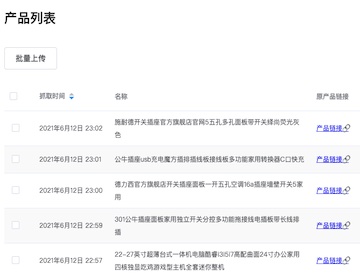 产品列表
批量上传
抓取时间 名称 原产品链接
2021年6月12日 23:02 施耐德开关插座官方旗舰店官网5五孔多孔面板带开关绎尚荧光灰 产品链接
色
2021年6月12日 23:01 公牛插座usb充电魔方插排插线板接线板多功能家用转换器C口快充 产品链接
2021年6月12日 23:00 德力西官方旗舰店开关插座面板一开五孔空调16a插座墙壁开关5家 产品链接
用
2021年6月12日 22:59 301公牛插座面板家用独立开关分控多功能拖接线电插板带长线排 产品链接
插
2021年6月12日 22:57 22-27英寸超薄台式一体机电脑酷睿i3i5i7高配曲面24寸办公家用 产品链接
四核独显吃鸡游戏型主机全套迷你整机